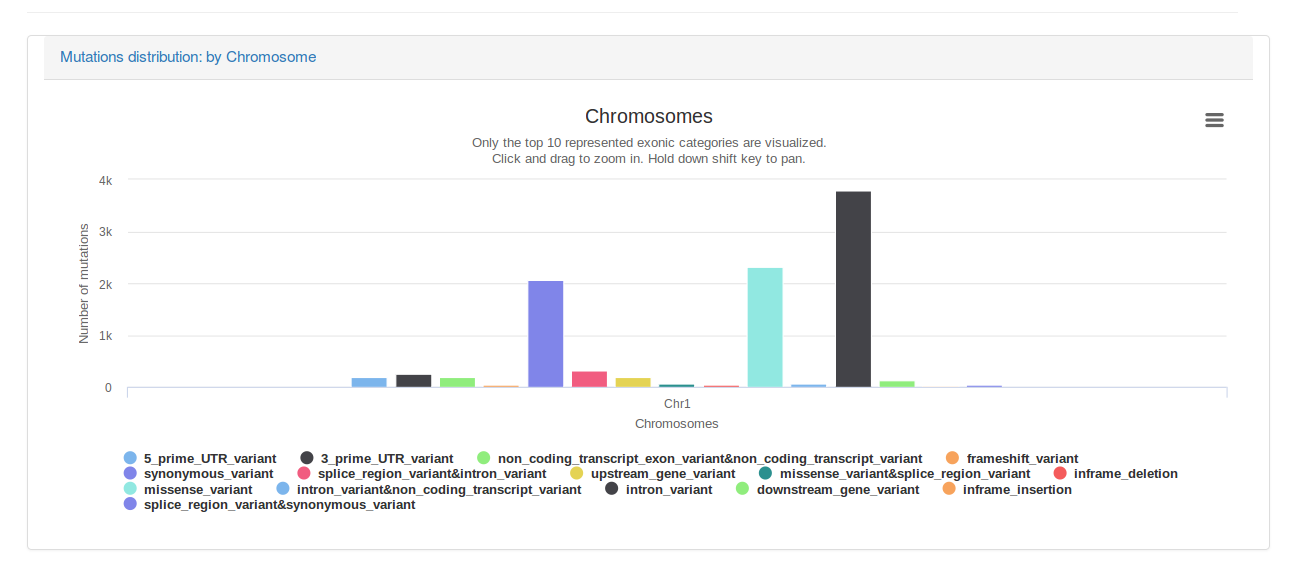 Mutations distribution: by Chromosome
Chromosomes
Only the top 10 represented exonic categories are visualized.
Click and drag to zoom in. Hold down shift key to pan.
4k
3k
2k
1k
0
Number of mutations
Chr1
Chromosomes
5_prime_UTR_variant 3_prime_UTR_variant non_coding_transcript_exon_variant&non_coding_transcript_variant frameshift_variant
synonymous_variant splice_region_variant&intron_variant upstream_gene_variant missense_variant&splice_region_variant inframe_deletion
missense_variant intron_variant&non_coding_transcript_variant intron_variant downstream_gene_variant inframe_insertion
splice_region_variant&synonymous_variant